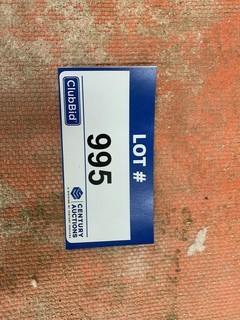 LOT #
995
ClubBid
CENTURY
AUCTIONS